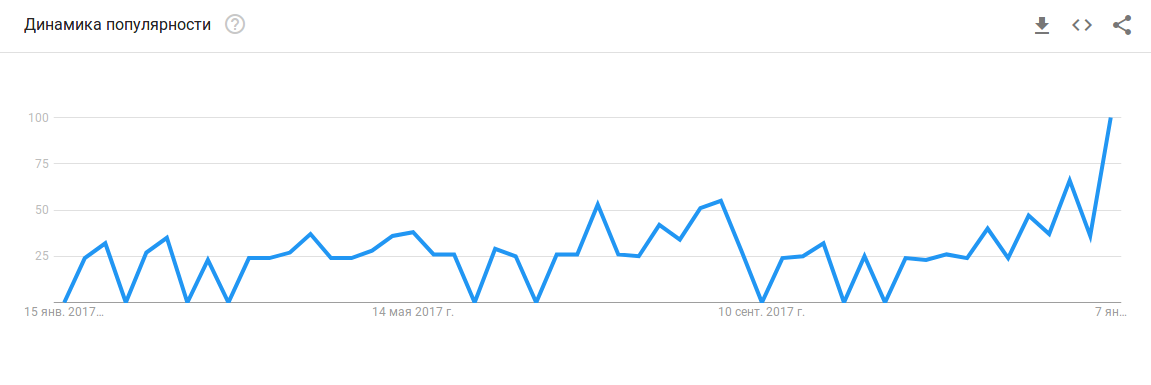 Динамика популярности ?
100
75
50
25
15 янв. 2017…
14 мая 2017 г.
10 сент. 2017 г.
7 ян…